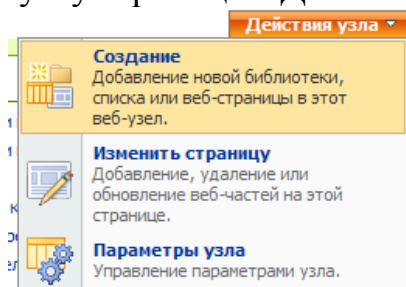 Действия узла
Создание
Добавление новой библиотеки,
списка или веб-страницы в этот
веб-узел.
Изменить страницу
Добавление, удаление или
обновление веб-частей на этой
странице.
Параметры узла
Управление параметрами узла.